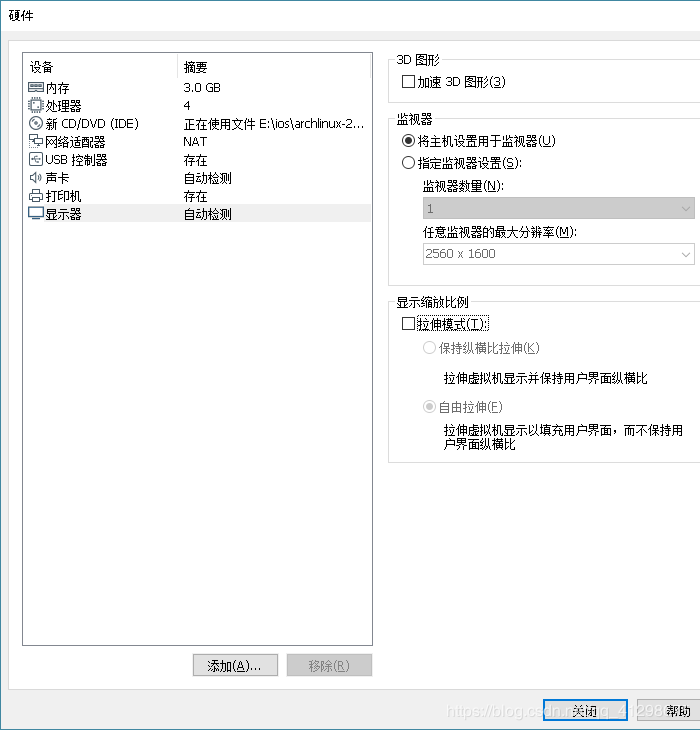 硬件
设备 摘要
内存 3.0 GB
处理器 4
新 CD/DVD (IDE) 正在使用文件 E:\ios\archlinux-2...
网络适配器 NAT
USB 控制器 存在
声卡 自动检测
打印机 存在
显示器 自动检测
添加(A)... 移除(R)
3D 图形
加速 3D 图形(3)
监视器
将主机设置用于监视器(U)
指定监视器设置(S):
监视器数量(N):
1
任意监视器的最大分辨率(M):
2560 x 1600
显示缩放比例
拉伸模式(T):
保持纵横比拉伸(K)
拉伸虚拟机显示并保持用户界面纵横比
自由拉伸(F)
拉伸虚拟机显示以填充用户界面，而不保持用
户界面纵横比
关闭 帮助